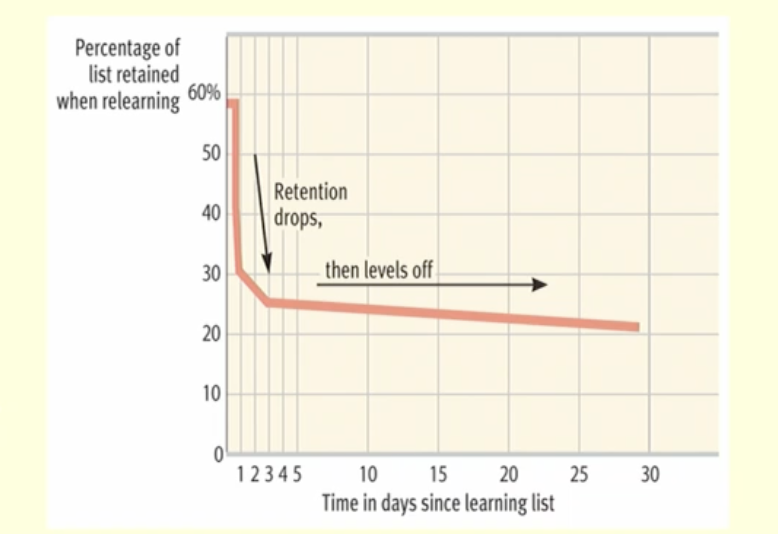 Percentage of
list retained
when relearning
60%
50
40
30
20
10
0
Retention
drops,
then levels off
1 2 3 4 5 10 15 20 25 30
Time in days since learning list